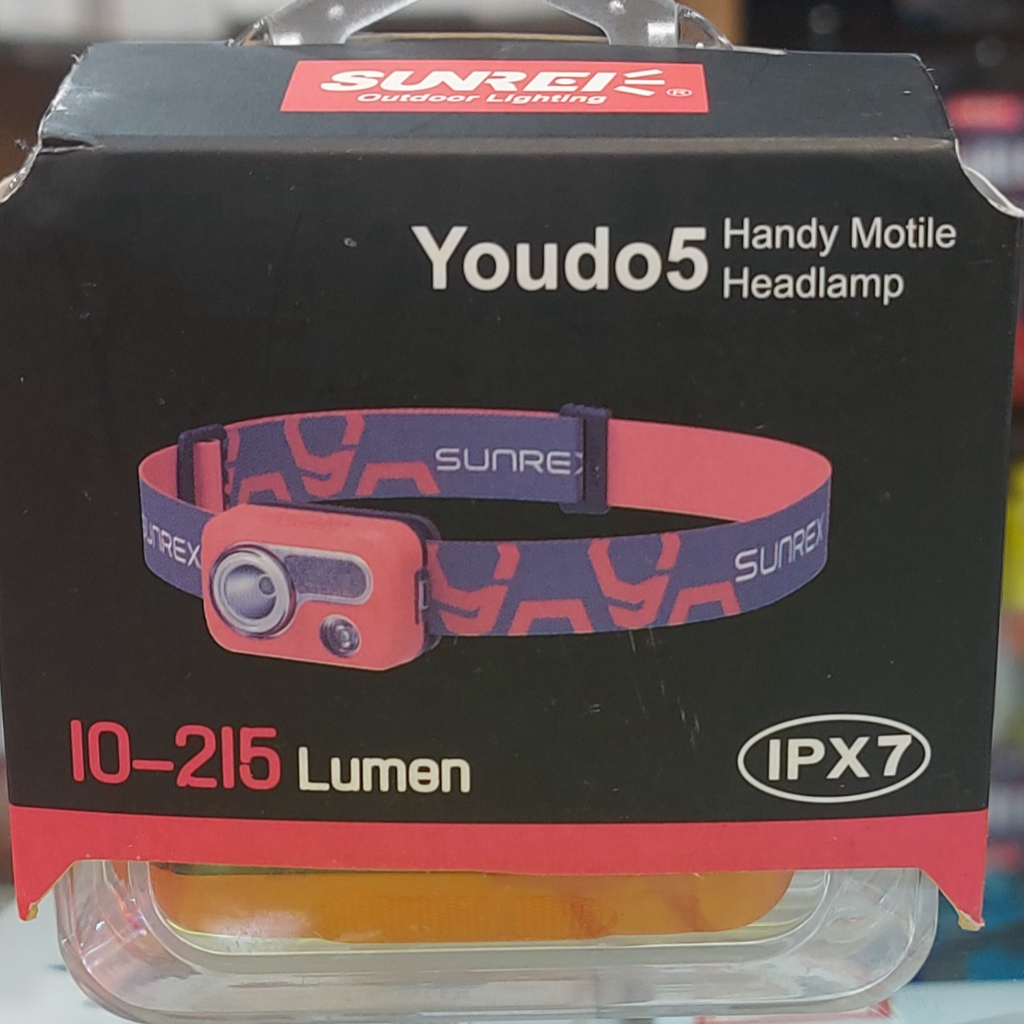 SUNREI
Outdoor Lighting ®
Youdo5
Handy Motile
Headlamp
SUNREX
SUNREX
SUNREX
10-215 Lumen
IPX7